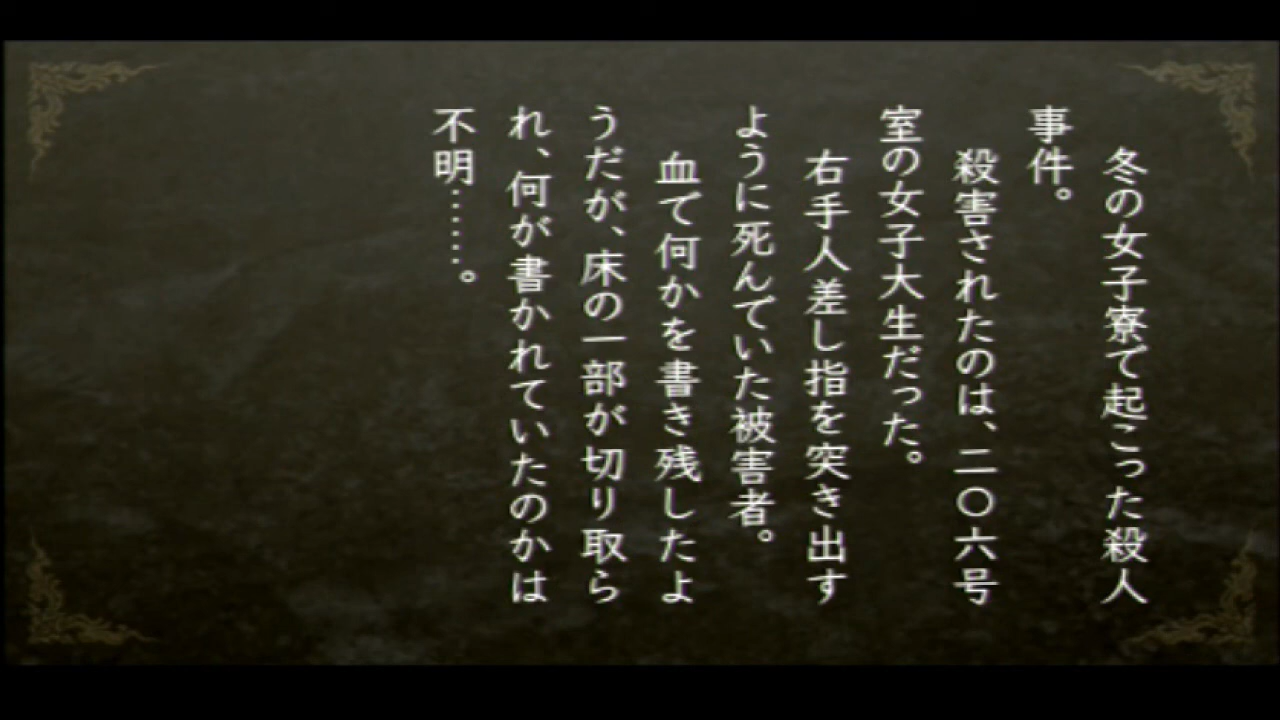 冬の女子寮で起こった殺人
事件。
　殺害されたのは、二〇六号
室の女子大生だった。
　右手人差し指を突き出す
ように死んでいた被害者。
　血で何かを書き残したよ
うだが、床の一部が切り取ら
れ、何が書かれていたのかは
不明……。